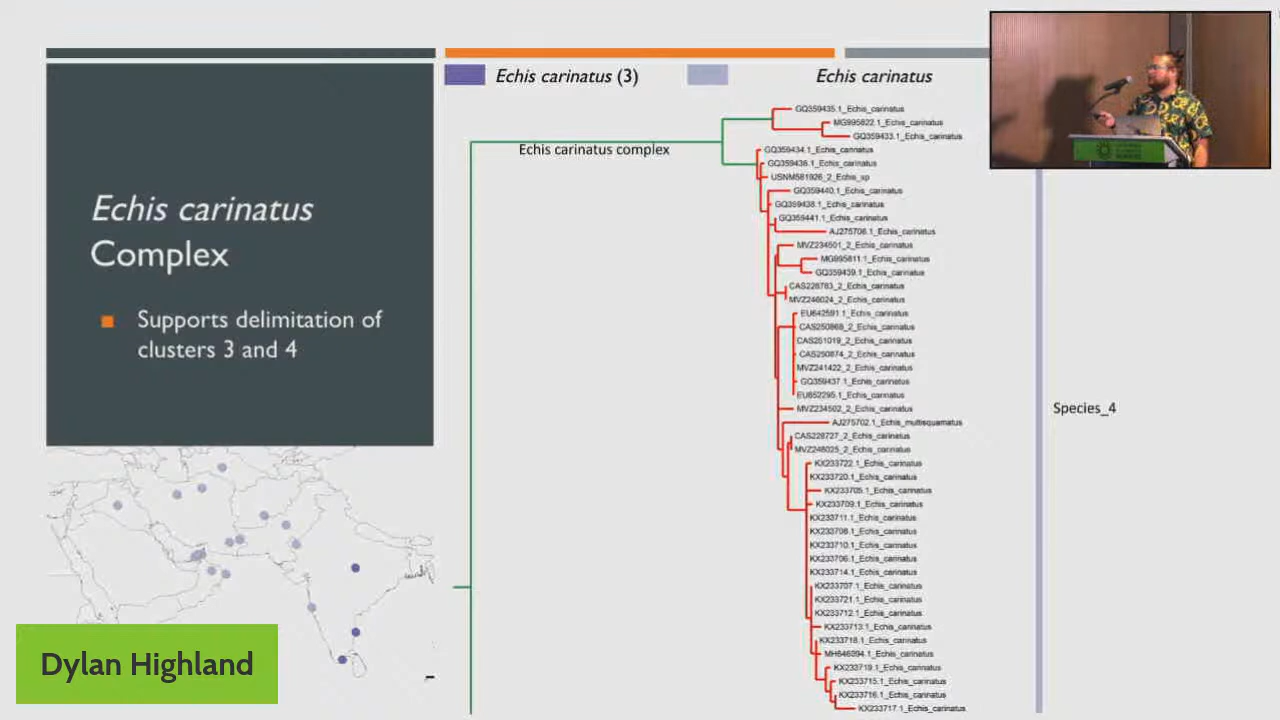 Echis carinatus
Complex
Supports delimitation of
clusters 3 and 4
Echis carinatus (3)
Echis carinatus
Echis carinatus complex
GQ359435.1_Echis_carinatus
MG995822.1_Echis_carinatus
GQ359433.1_Echis_carinatus
GQ359434.1_Echis_carinatus
GQ359436.1_Echis_carinatus
USNM581926_2_Echis_sp
GQ359440.1_Echis_carinatus
GQ359438.1_Echis_carinatus
GQ359441.1_Echis_carinatus
AJ275706.1_Echis_carinatus
MVZ234501_2_Echis_carinatus
MG995811.1_Echis_carinatus
GQ359439.1_Echis_carinatus
CAS228783_2_Echis_carinatus
MVZ246024_2_Echis_carinatus
EU642591.1_Echis_carinatus
CAS250868_2_Echis_carinatus
CAS251019_2_Echis_carinatus
CAS250874_2_Echis_carinatus
MVZ241422_2_Echis_carinatus
GQ359437.1_Echis_carinatus
EU852295.1_Echis_carinatus
MVZ234502_2_Echis_carinatus
AJ275702.1_Echis_multisquamatus
CAS228727_2_Echis_carinatus
MVZ248025_2_Echis_carinatus
KX233722.1_Echis_carinatus
KX233720.1_Echis_carinatus
KX233705.1_Echis_carinatus
KX233709.1_Echis_carinatus
KX233711.1_Echis_carinatus
KX233708.1_Echis_carinatus
KX233710.1_Echis_carinatus
KX233706.1_Echis_carinatus
KX233714.1_Echis_carinatus
KX233707.1_Echis_carinatus
KX233721.1_Echis_carinatus
KX233712.1_Echis_carinatus
KX233713.1_Echis_carinatus
KX233718.1_Echis_carinatus
MH646394.1_Echis_carinatus
KX233719.1_Echis_carinatus
KX233715.1_Echis_carinatus
KX233716.1_Echis_carinatus
KX233717.1_Echis_carinatus
Species_4
Dylan Highland